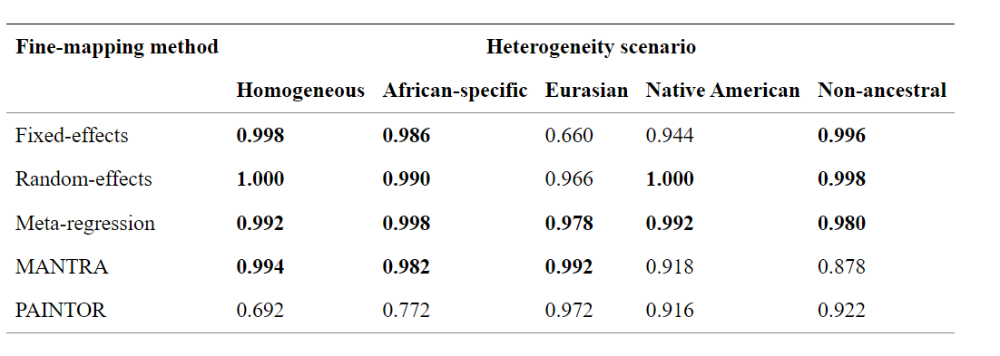 Fine-mapping method Heterogeneity scenario
Homogeneous African-specific Eurasian Native American Non-ancestral
Fixed-effects 0.998 0.986 0.660 0.944 0.996
Random-effects 1.000 0.990 0.966 1.000 0.998
Meta-regression 0.992 0.998 0.978 0.992 0.980
MANTRA 0.994 0.982 0.992 0.918 0.878
PAINTOR 0.692 0.772 0.972 0.916 0.922